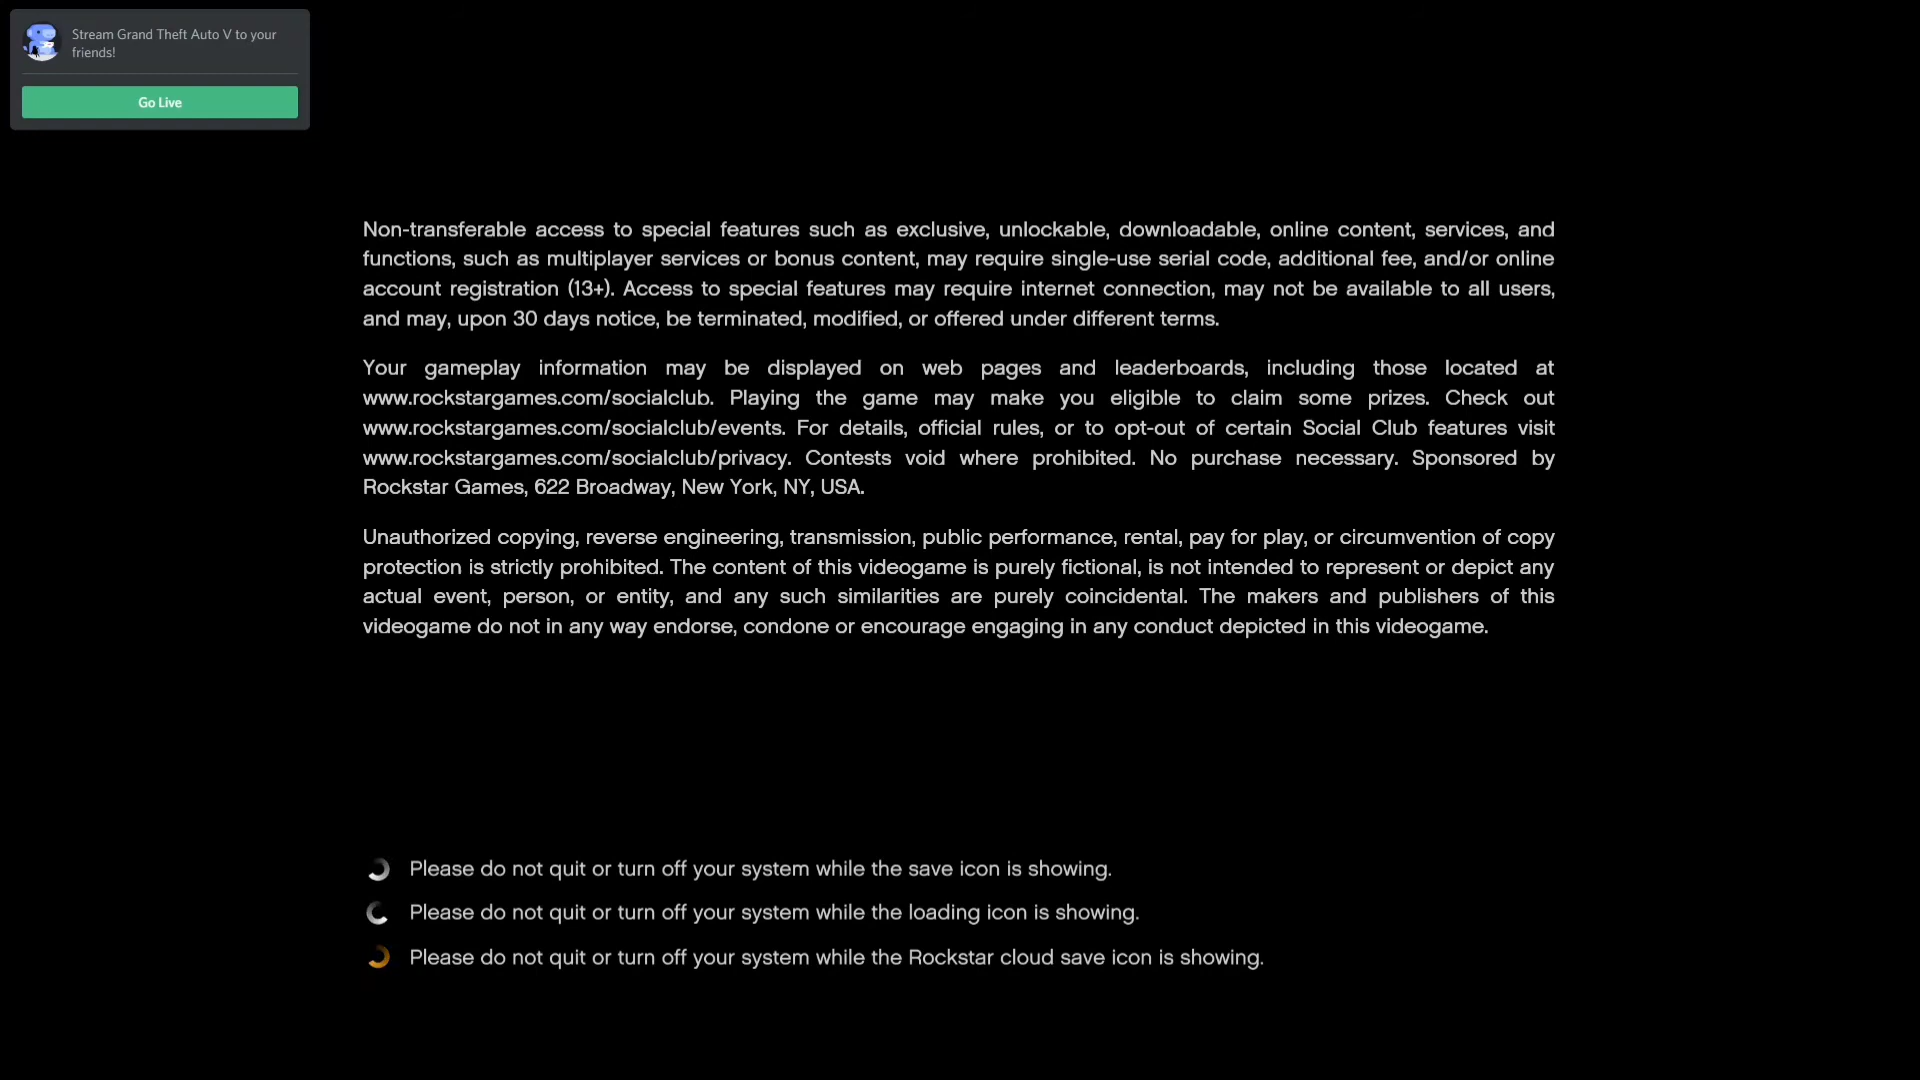 Stream Grand Theft Auto V to your
friends!
Go Live
Non-transferable access to special features such as exclusive, unlockable, downloadable, online content, services, and
functions, such as multiplayer services or bonus content, may require single-use serial code, additional fee, and/or online
account registration (13+). Access to special features may require internet connection, may not be available to all users,
and may, upon 30 days notice, be terminated, modified, or offered under different terms.
Your gameplay information may be displayed on web pages and leaderboards, including those located at
www.rockstargames.com/socialclub. Playing the game may make you eligible to claim some prizes. Check out
www.rockstargames.com/socialclub/events. For details, official rules, or to opt-out of certain Social Club features visit
www.rockstargames.com/socialclub/privacy. Contests void where prohibited. No purchase necessary. Sponsored by
Rockstar Games, 622 Broadway, New York, NY, USA.
Unauthorized copying, reverse engineering, transmission, public performance, rental, pay for play, or circumvention of copy
protection is strictly prohibited. The content of this videogame is purely fictional, is not intended to represent or depict any
actual event, person, or entity, and any such similarities are purely coincidental. The makers and publishers of this
videogame do not in any way endorse, condone or encourage engaging in any conduct depicted in this videogame.
Please do not quit or turn off your system while the save icon is showing.
Please do not quit or turn off your system while the loading icon is showing.
Please do not quit or turn off your system while the Rockstar cloud save icon is showing.